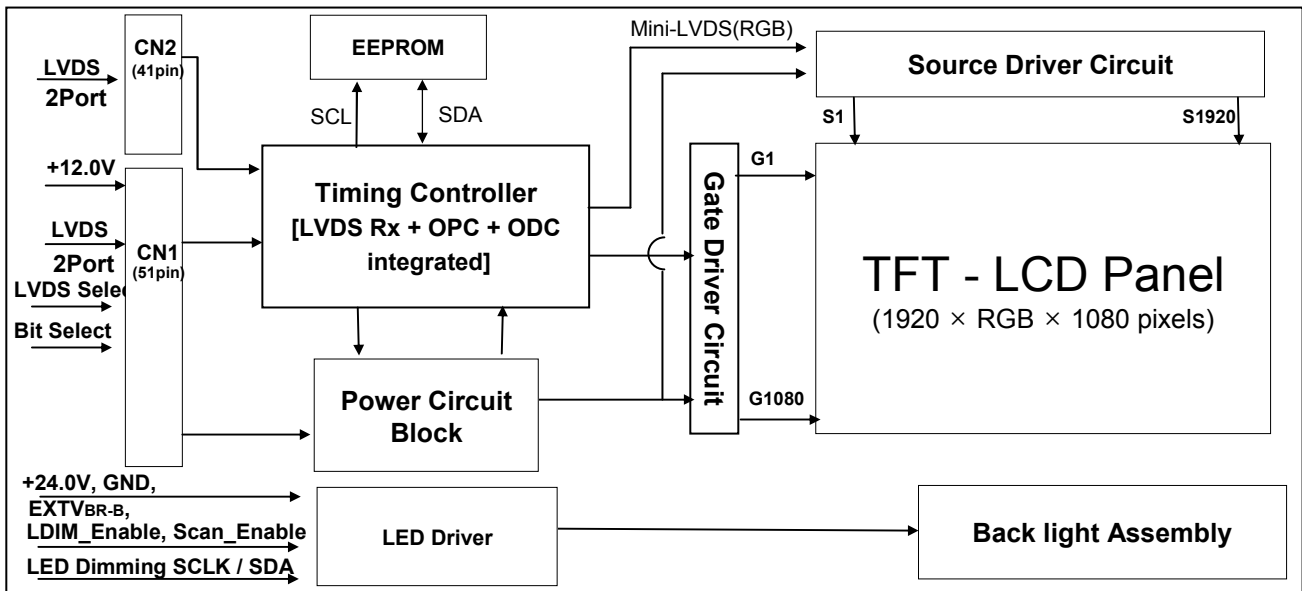 CN2
(41pin)
LVDS
2Port
EEPROM
SCL
SDA
Mini-LVDS(RGB)
Source Driver Circuit
S1
S1920
+12.0V
LVDS
2Port
CN1
(51pin)
LVDS Selec
Bit Select
Timing Controller
[LVDS Rx + OPC + ODC
integrated]
Gate Driver Circuit
G1
G1080
TFT - LCD Panel
(1920 × RGB × 1080 pixels)
Power Circuit
Block
+24.0V, GND,
EXTVBR-B,
LDIM_Enable, Scan_Enable
LED Dimming SCLK / SDA
LED Driver
Back light Assembly